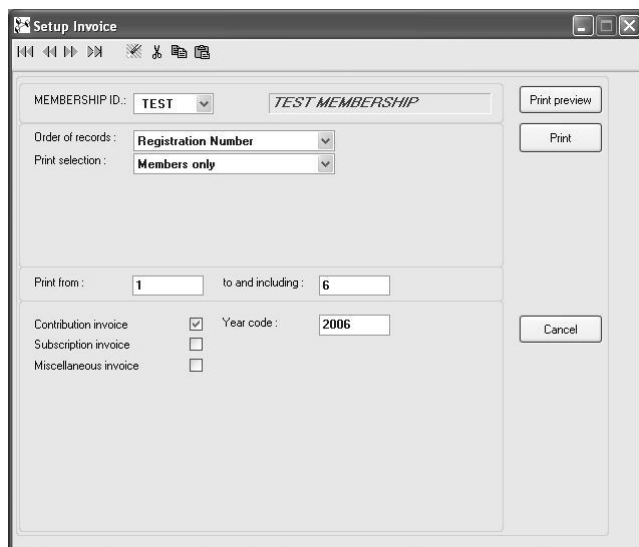 Setup Invoice
MEMBERSHIP ID.: TEST TEST MEMBERSHIP Print preview
Order of records : Registration Number Print
Print selection : Members only
Print from : 1 to and including : 6
Contribution invoice Year code : 2006 Cancel
Subscription invoice
Miscellaneous invoice